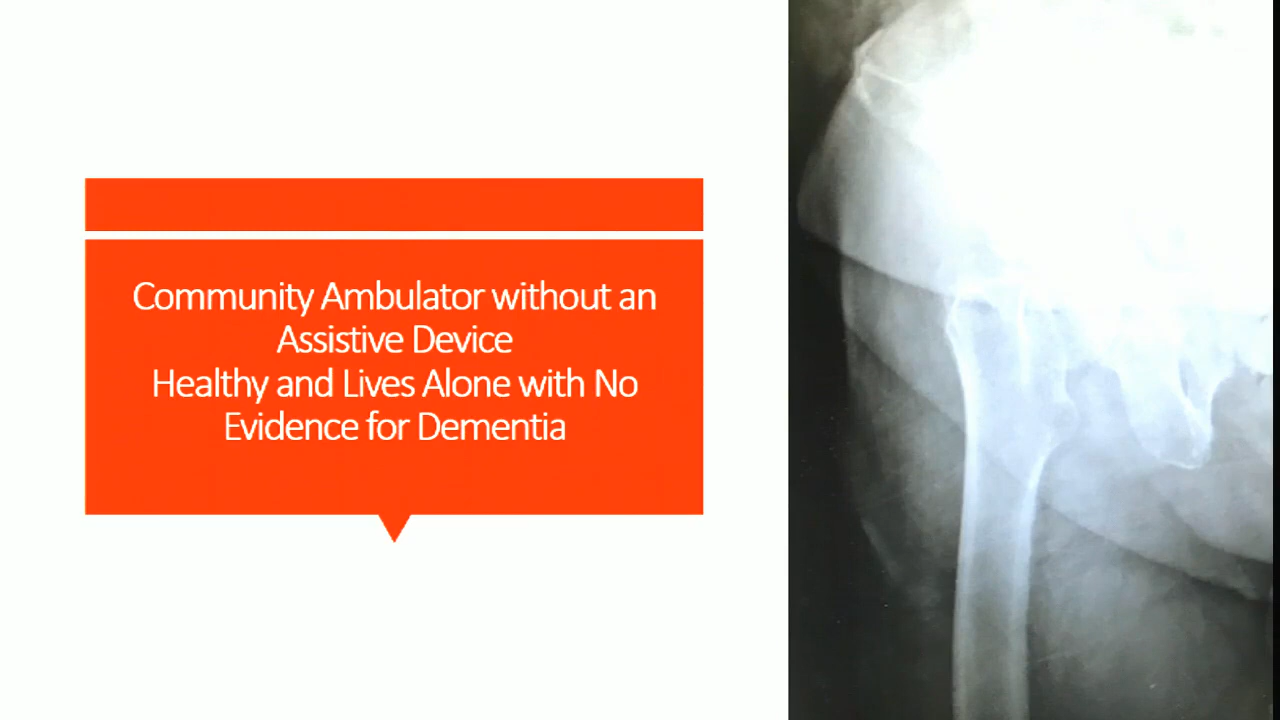 Community Ambulator without an
Assistive Device
Healthy and Lives Alone with No
Evidence for Dementia